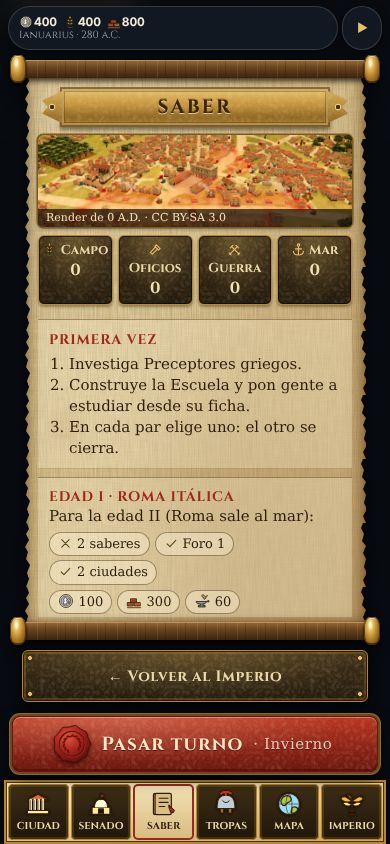 400 400 800
Ianuarius · 280 a.C.
SABER
Render de 0 A.D. · CC BY-SA 3.0
Campo
0
Oficios
0
Guerra
0
Mar
0
PRIMERA VEZ
1. Investiga Preceptores griegos.
2. Construye la Escuela y pon gente a
estudiar desde su ficha.
3. En cada par elige uno: el otro se
cierra.
EDAD I · ROMA ITÁLICA
Para la edad II (Roma sale al mar):
✕ 2 saberes ✓ Foro 1
✓ 2 ciudades
100 300 60
← Volver al Imperio
Pasar turno · Invierno
CIUDAD SENADO SABER TROPAS MAPA IMPERIO